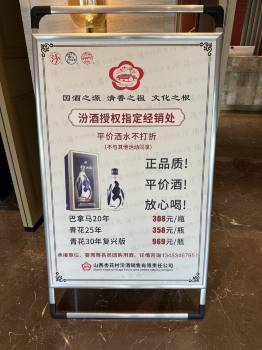 国酒之源 清香之祖 文化之根
汾酒授权指定经销处
平价酒水不打折
(不与其他活动同享)
正品质!
平价酒!
放心喝!
巴拿马20年 388元/瓶
青花25年 358元/瓶
青花30年复兴版 969元/瓶
山西杏花村汾酒销售有限责任公司